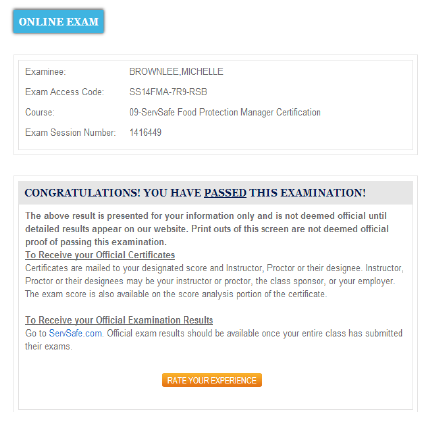 ONLINE EXAM
Examinee: BROWNLEE,MICHELLE
Exam Access Code: SS14FMA-7R9-RSB
Course: 09-ServSafe Food Protection Manager Certification
Exam Session Number: 1416449
CONGRATULATIONS! YOU HAVE PASSED THIS EXAMINATION!
The above result is presented for your information only and is not deemed official until
detailed results appear on our website. Print outs of this screen are not deemed official
proof of passing this examination.
To Receive your Official Certificates
Certificates are mailed to your designated score and Instructor, Proctor or their designee. Instructor,
Proctor or their designees may be your instructor or proctor, the class sponsor, or your employer.
The exam score is also available on the score analysis portion of the certificate.
To Receive your Official Examination Results
Go to ServSafe.com. Official exam results should be available once your entire class has submitted
their exams.
RATE YOUR EXPERIENCE